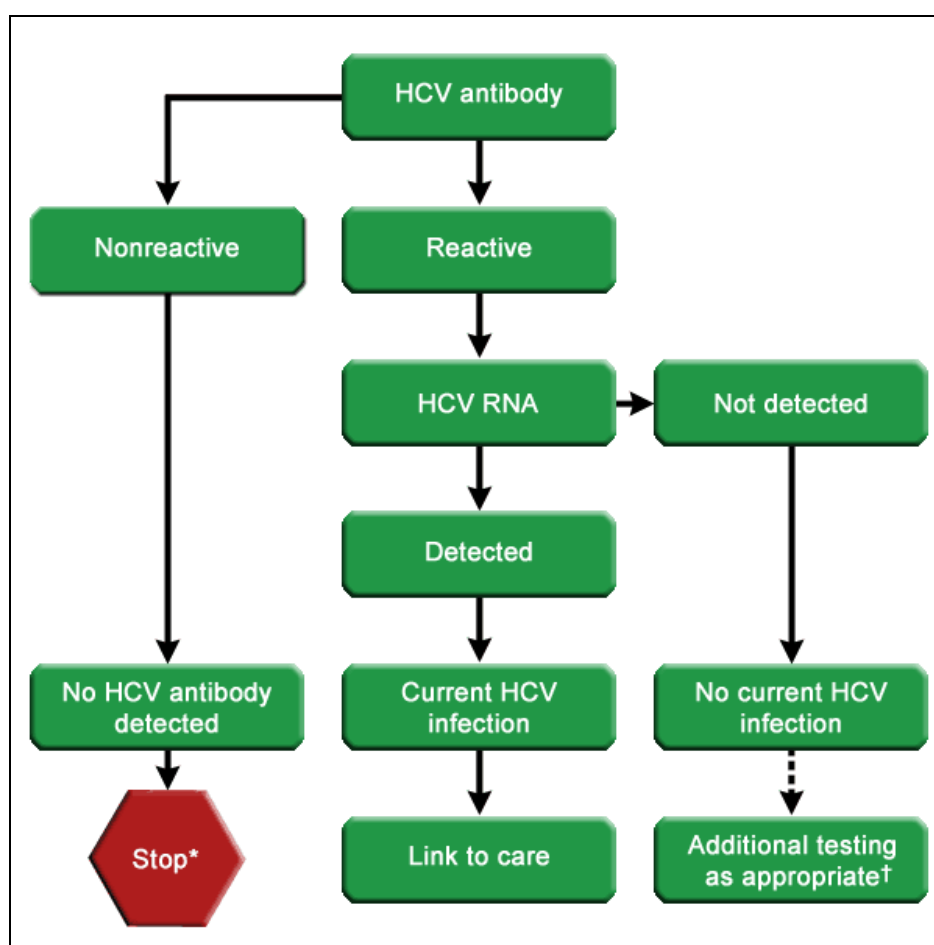 HCV antibody
Nonreactive
Reactive
HCV RNA
Not detected
Detected
No HCV antibody
detected
Current HCV
infection
No current HCV
infection
Stop*
Link to care
Additional testing
as appropriate†